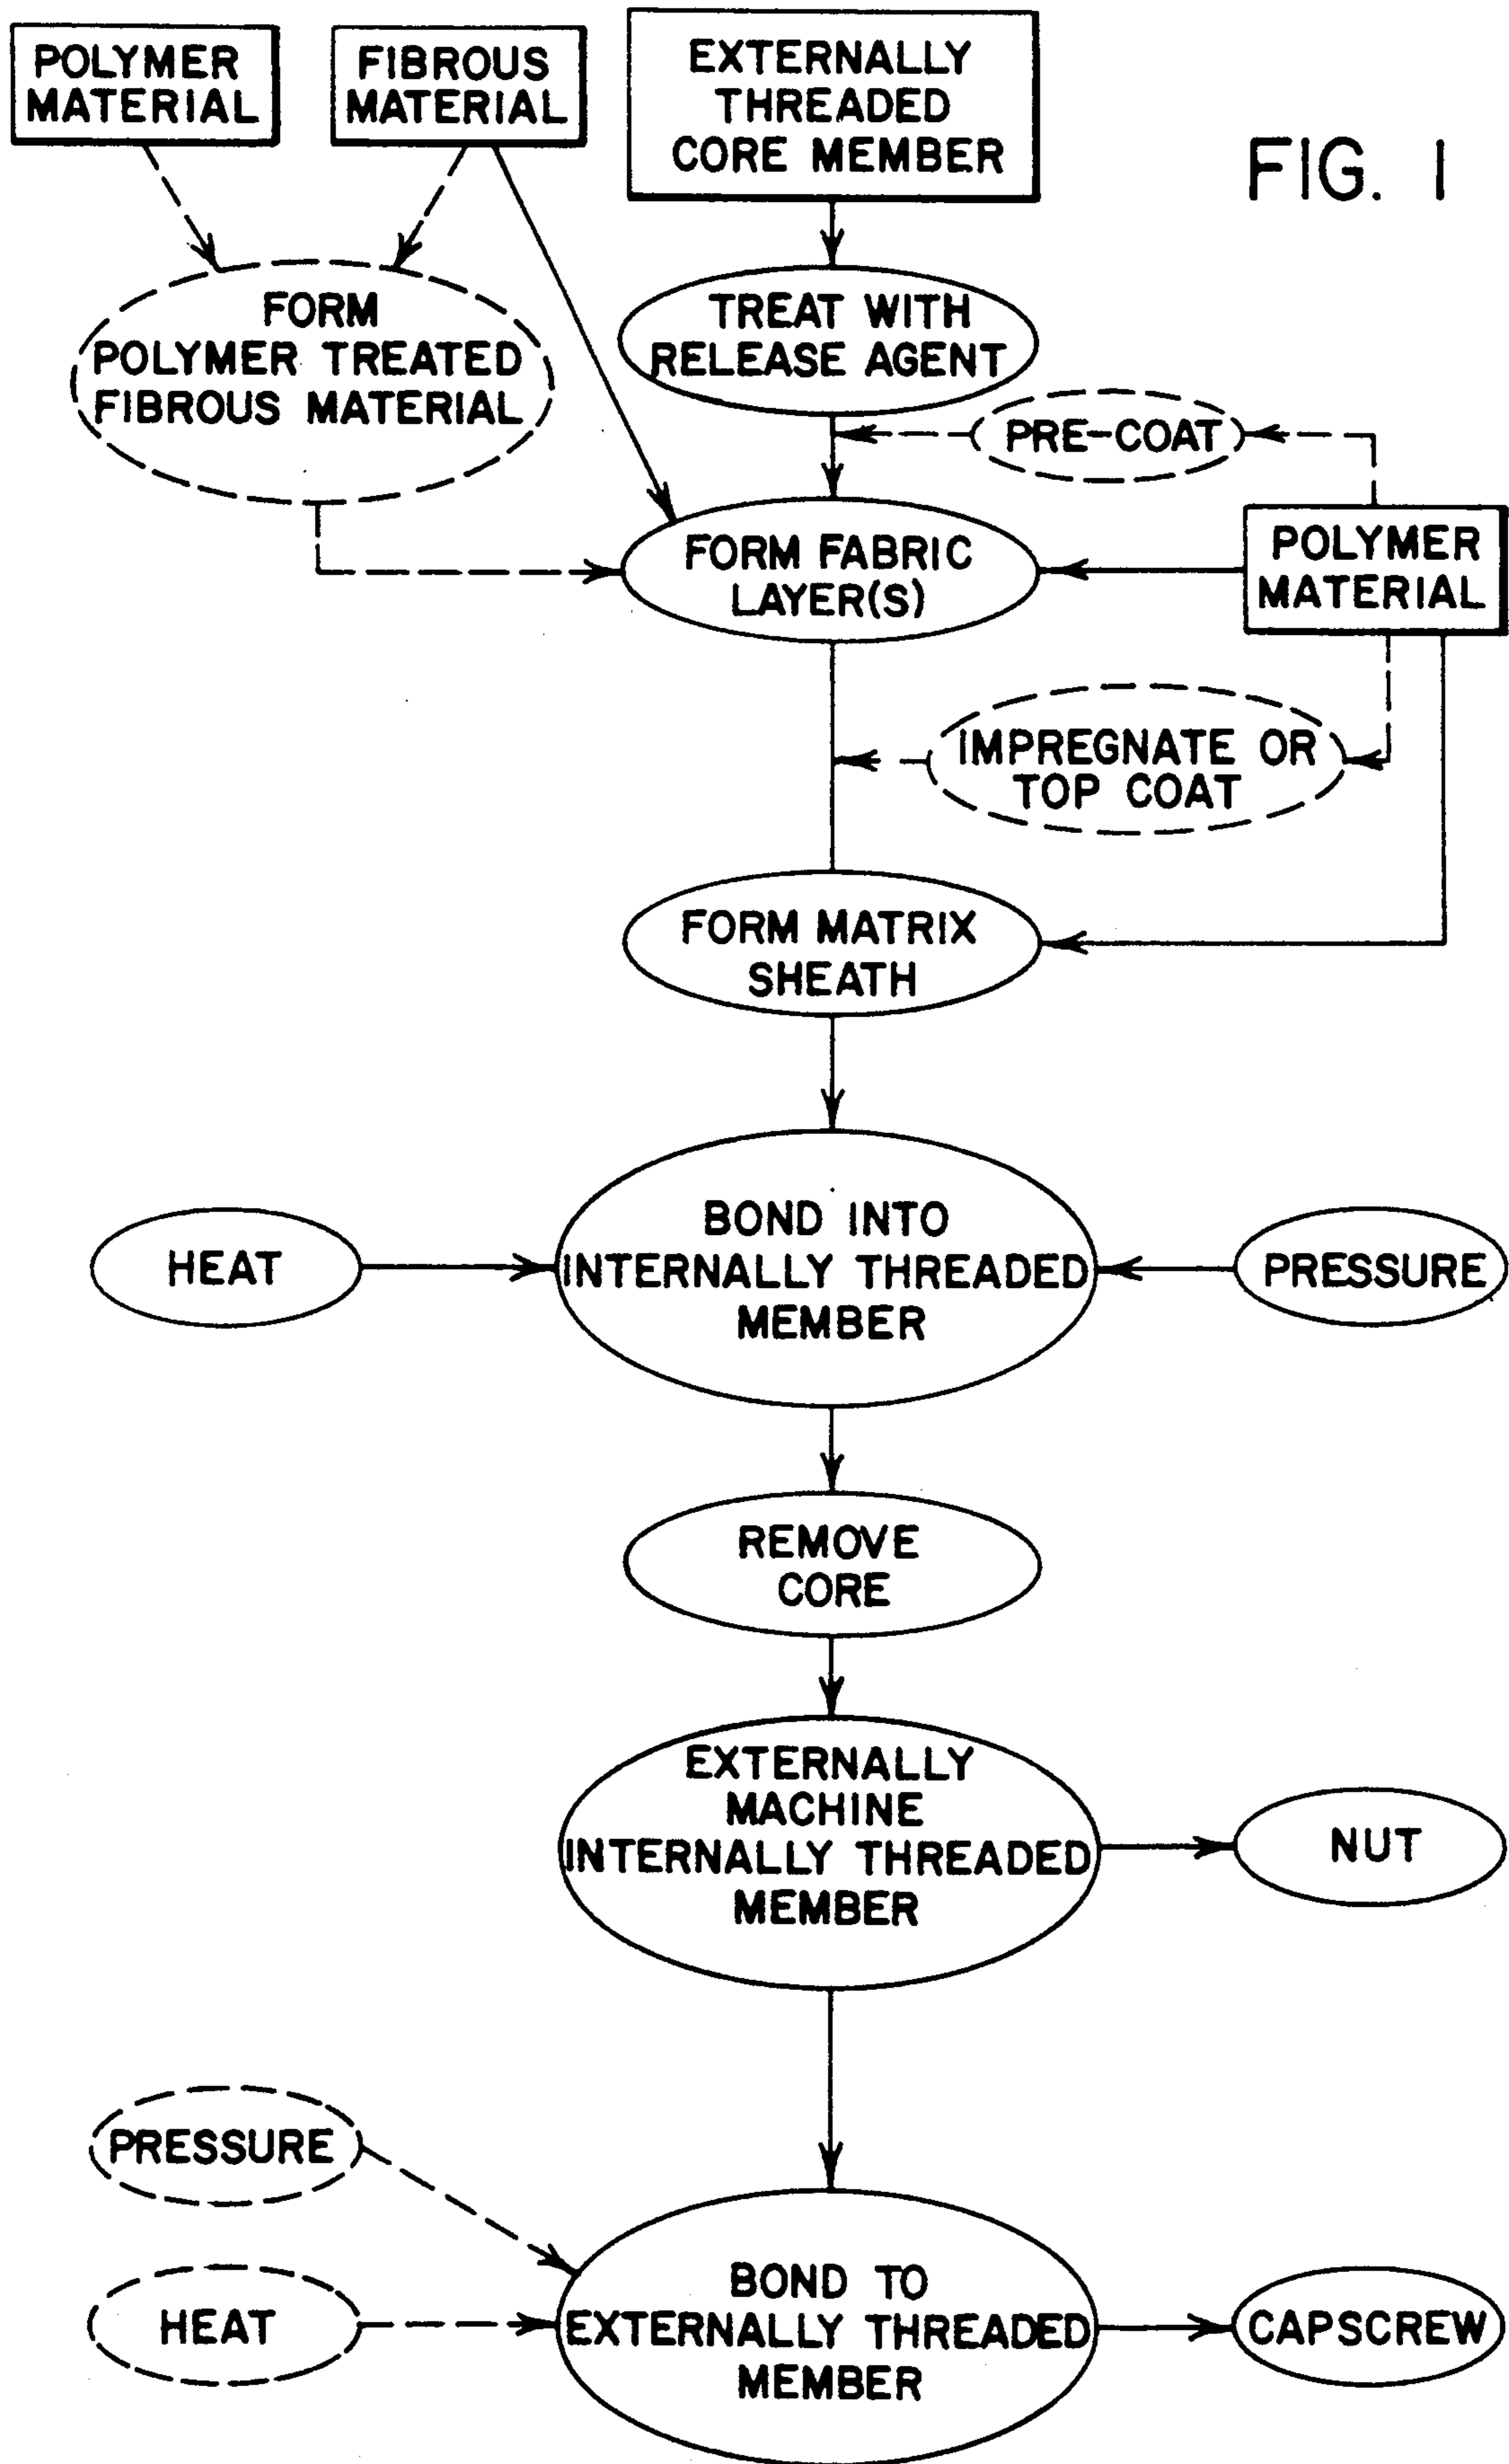 POLYMER
MATERIAL
FIBROUS
MATERIAL
EXTERNALLY
THREADED
CORE MEMBER
FIG. 1
FORM
POLYMER TREATED
FIBROUS MATERIAL
TREAT WITH
RELEASE AGENT
PRE-COAT
FORM FABRIC
LAYER(S)
POLYMER
MATERIAL
IMPREGNATE OR
TOP COAT
FORM MATRIX
SHEATH
HEAT
BOND INTO
INTERNALLY THREADED
MEMBER
PRESSURE
REMOVE
CORE
EXTERNALLY
MACHINE
INTERNALLY THREADED
MEMBER
NUT
PRESSURE
HEAT
BOND TO
EXTERNALLY THREADED
MEMBER
CAPSCREW